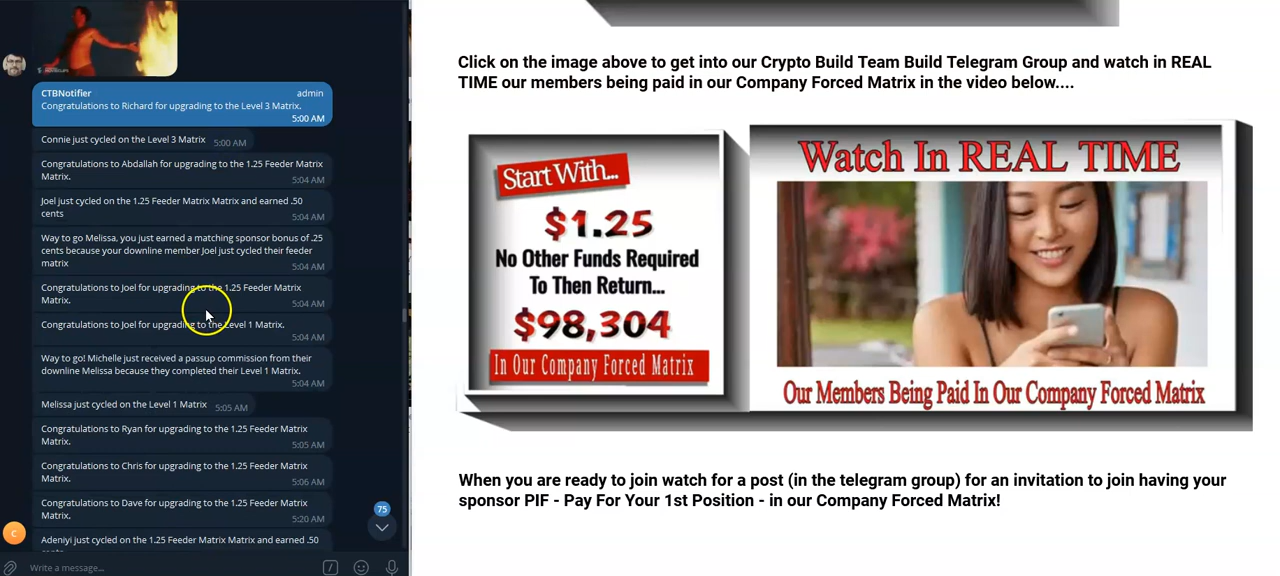 CTBNotifier admin
Congratulations to Richard for upgrading to the Level 3 Matrix.
5:00 AM
Connie just cycled on the Level 3 Matrix 5:00 AM
Congratulations to Abdallah for upgrading to the 1.25 Feeder Matrix
Matrix. 5:04 AM
Joel just cycled on the 1.25 Feeder Matrix Matrix and earned .50
cents 5:04 AM
Way to go Melissa, you just earned a matching sponsor bonus of .25
cents because your downline member Joel just cycled their feeder
matrix 5:04 AM
Congratulations to Joel for upgrading to the 1.25 Feeder Matrix
Matrix. 5:04 AM
Congratulations to Joel for upgrading to the Level 1 Matrix.
5:04 AM
Way to go! Michelle just received a passup commission from their
downline Melissa because they completed their Level 1 Matrix.
5:04 AM
Melissa just cycled on the Level 1 Matrix 5:05 AM
Congratulations to Ryan for upgrading to the 1.25 Feeder Matrix
Matrix. 5:05 AM
Congratulations to Chris for upgrading to the 1.25 Feeder Matrix
Matrix. 5:06 AM
Congratulations to Dave for upgrading to the 1.25 Feeder Matrix
Matrix. 5:20 AM
Adeniyi just cycled on the 1.25 Feeder Matrix Matrix and earned .50
cents
75
C
Write a message...
Click on the image above to get into our Crypto Build Team Build Telegram Group and watch in REAL
TIME our members being paid in our Company Forced Matrix in the video below....
Start With...
$1.25
No Other Funds Required
To Then Return...
$98,304
In Our Company Forced Matrix
Watch In REAL TIME
Our Members Being Paid In Our Company Forced Matrix
When you are ready to join watch for a post (in the telegram group) for an invitation to join having your
sponsor PIF - Pay For Your 1st Position - in our Company Forced Matrix!